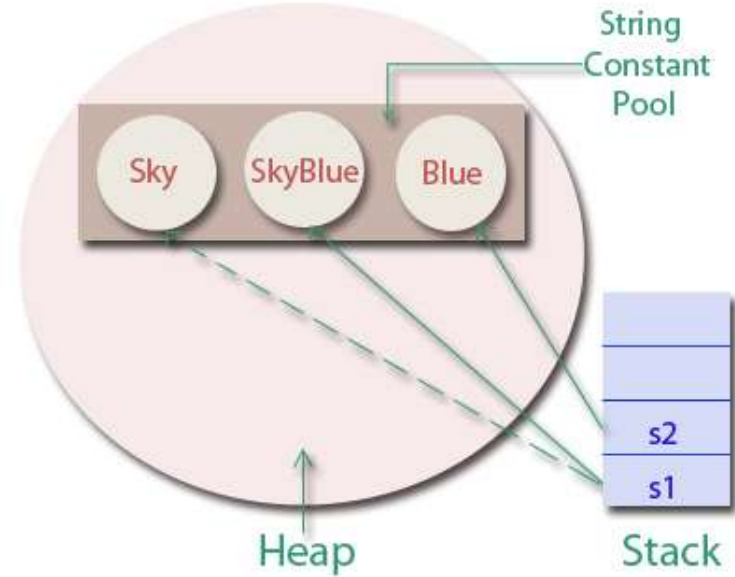 String
Constant
Pool
Sky
SkyBlue
Blue
s2
s1
Heap
Stack